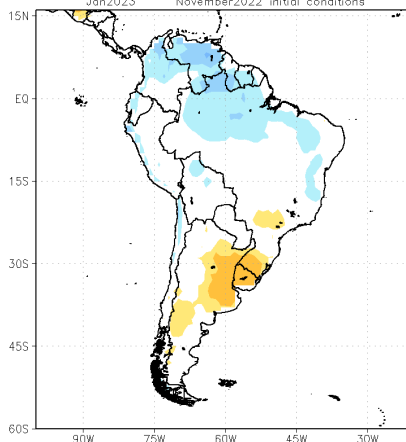 Jan2023 November2022 initial conditions
15N
EQ
15S
30S
45S
60S
90W 75W 60W 45W 30W